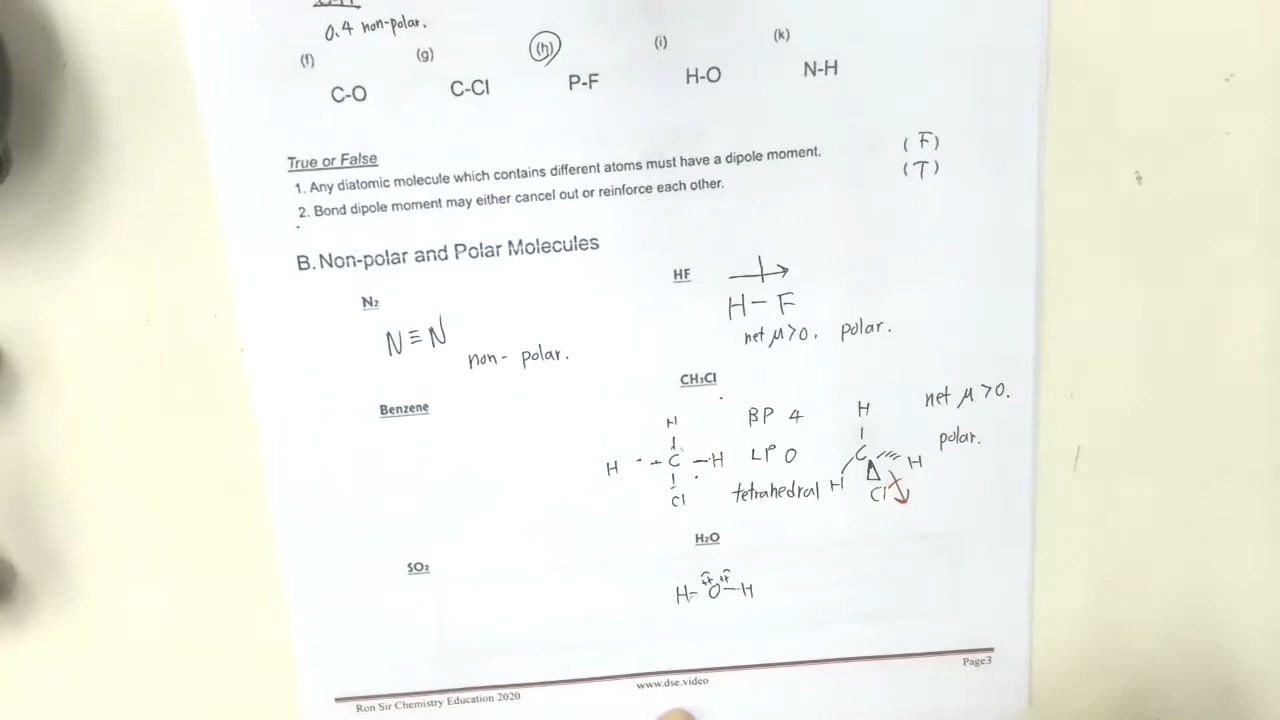 0.4 non-polar.
(f) (g) (h) (i) (k)
C-O C-Cl P-F H-O N-H
True or False
1. Any diatomic molecule which contains different atoms must have a dipole moment. (F)
2. Bond dipole moment may either cancel out or reinforce each other. (T)
B. Non-polar and Polar Molecules
N₂ HF
N≡N non-polar.
H-F
net μ>0. polar.
Benzene CH₃Cl
H BP 4 H net μ>0.
H C H LP 0 C H polar.
Cl tetrahedral H Cl
SO₂ H₂O
H-O-H
Page3
www.dse.video
Ron Sir Chemistry Education 2020